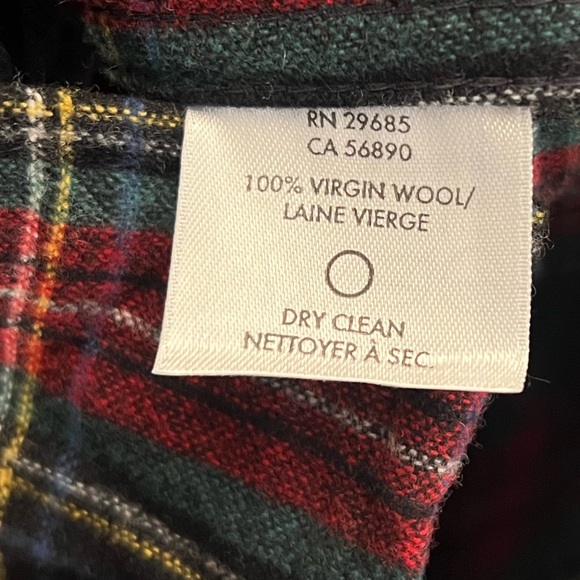 RN 29685
CA 56890
100% VIRGIN WOOL/
LAINE VIERGE
DRY CLEAN
NETTOYER À SEC.